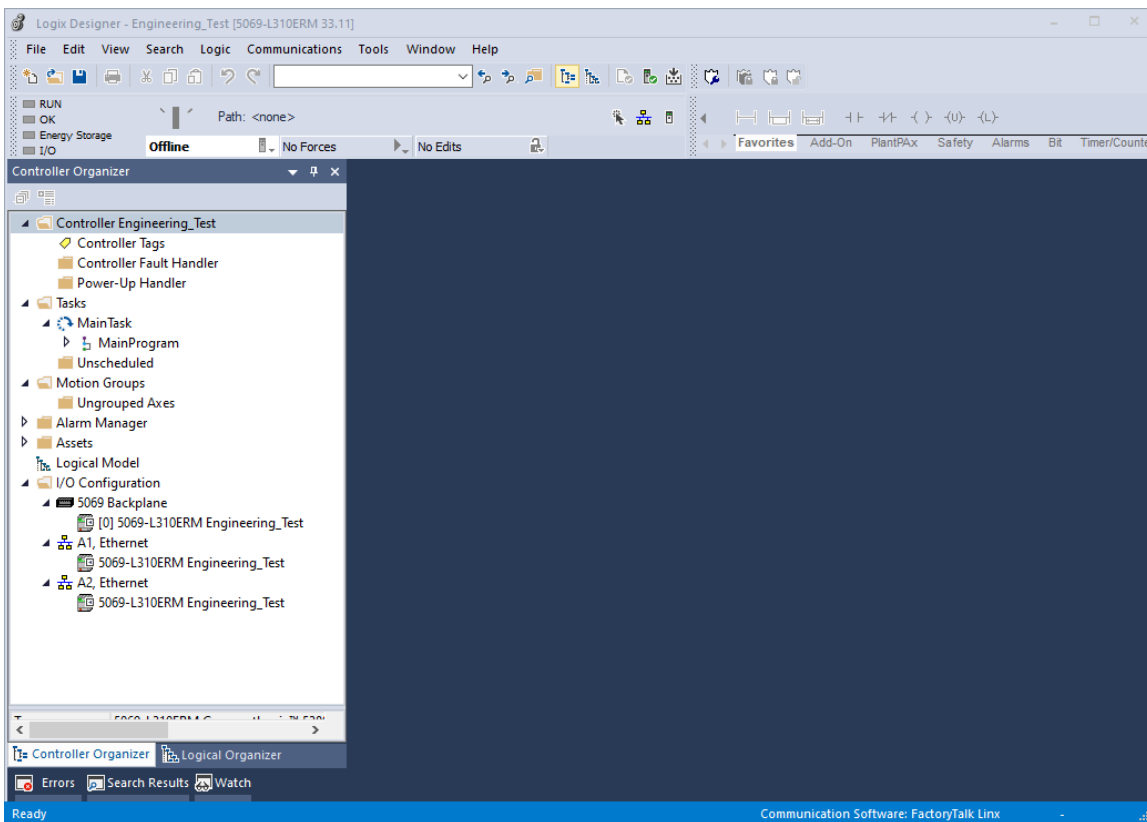 Logix Designer - Engineering_Test [5069-L310ERM 33.11]
File Edit View Search Logic Communications Tools Window Help
RUN
OK
Energy Storage
I/O
Path: <none>
Offline No Forces No Edits
Favorites Add-On PlantPAx Safety Alarms Bit Timer/Counte
Controller Organizer
Controller Engineering_Test
Controller Tags
Controller Fault Handler
Power-Up Handler
Tasks
MainTask
MainProgram
Unscheduled
Motion Groups
Ungrouped Axes
Alarm Manager
Assets
Logical Model
I/O Configuration
5069 Backplane
[0] 5069-L310ERM Engineering_Test
A1, Ethernet
5069-L310ERM Engineering_Test
A2, Ethernet
5069-L310ERM Engineering_Test
Controller Organizer Logical Organizer
Errors Search Results Watch
Ready Communication Software: FactoryTalk Linx -